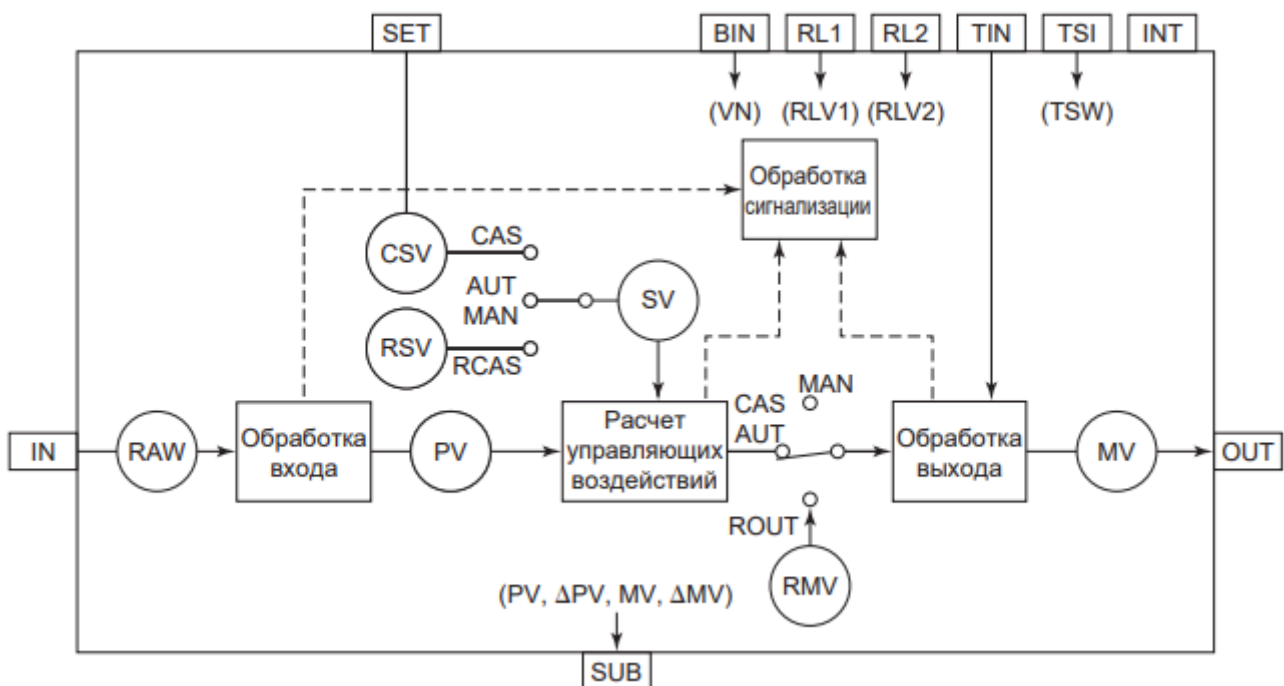 SET
BIN
RL1
RL2
TIN
TSI
INT
(VN)
(RLV1)
(RLV2)
(TSW)
Обработка
сигнализации
CSV
CAS
AUT
MAN
SV
RSV
RCAS
MAN
CAS
AUT
IN
RAW
Обработка
входа
PV
Расчет
управляющих
воздействий
Обработка
выхода
MV
OUT
ROUT
RMV
(PV, ΔPV, MV, ΔMV)
SUB